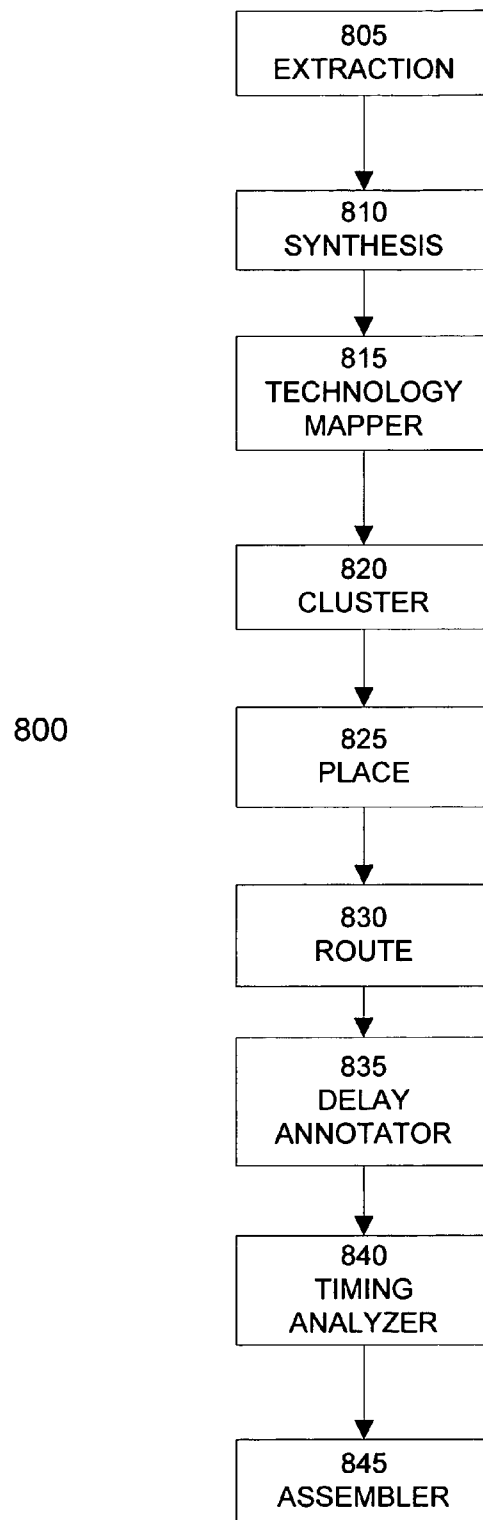 805
EXTRACTION
810
SYNTHESIS
815
TECHNOLOGY
MAPPER
820
CLUSTER
800
825
PLACE
830
ROUTE
835
DELAY
ANNOTATOR
840
TIMING
ANALYZER
845
ASSEMBLER